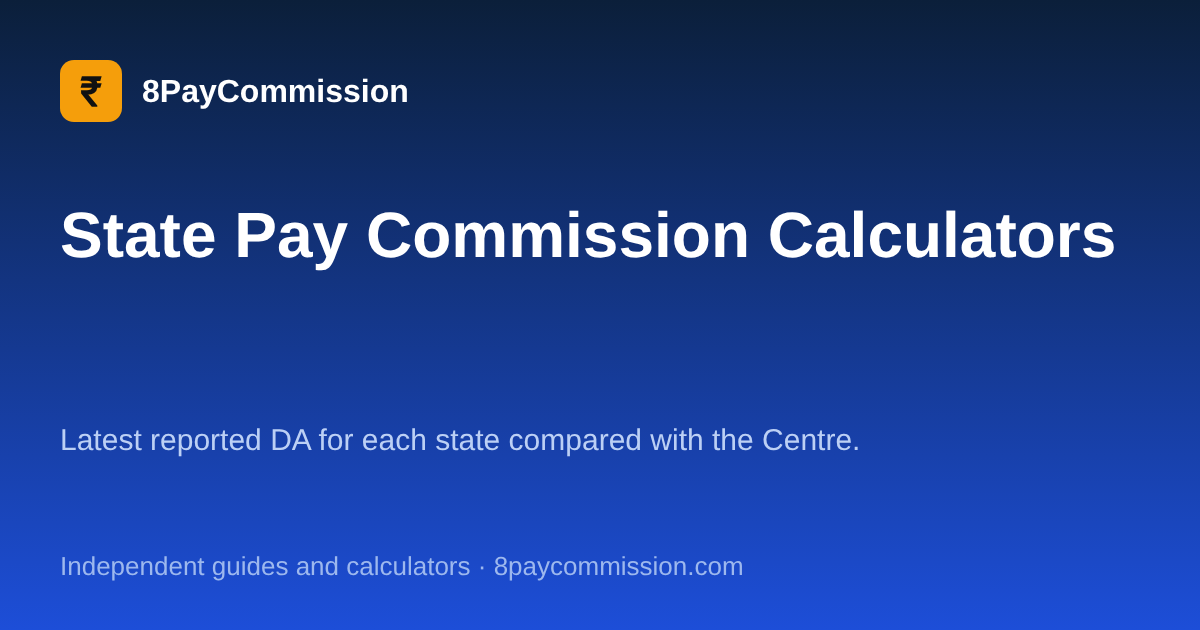 ₹
8PayCommission
State Pay Commission Calculators
Latest reported DA for each state compared with the Centre.
Independent guides and calculators · 8paycommission.com